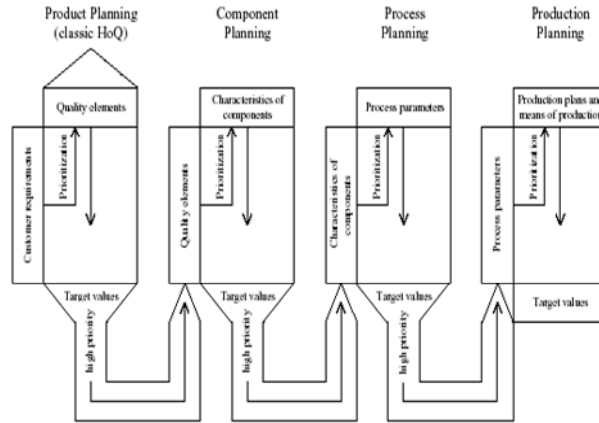 Product Planning
(classic HoQ)
Component
Planning
Process
Planning
Production
Planning
Quality elements
Characteristics of
components
Process parameters
Production plans and
means of production
Customer requirements
Prioritization
Quality elements
Prioritization
Characteristics of
components
Prioritization
Process parameters
Prioritization
Target values
Target values
Target values
Target values
high priority
high priority
high priority